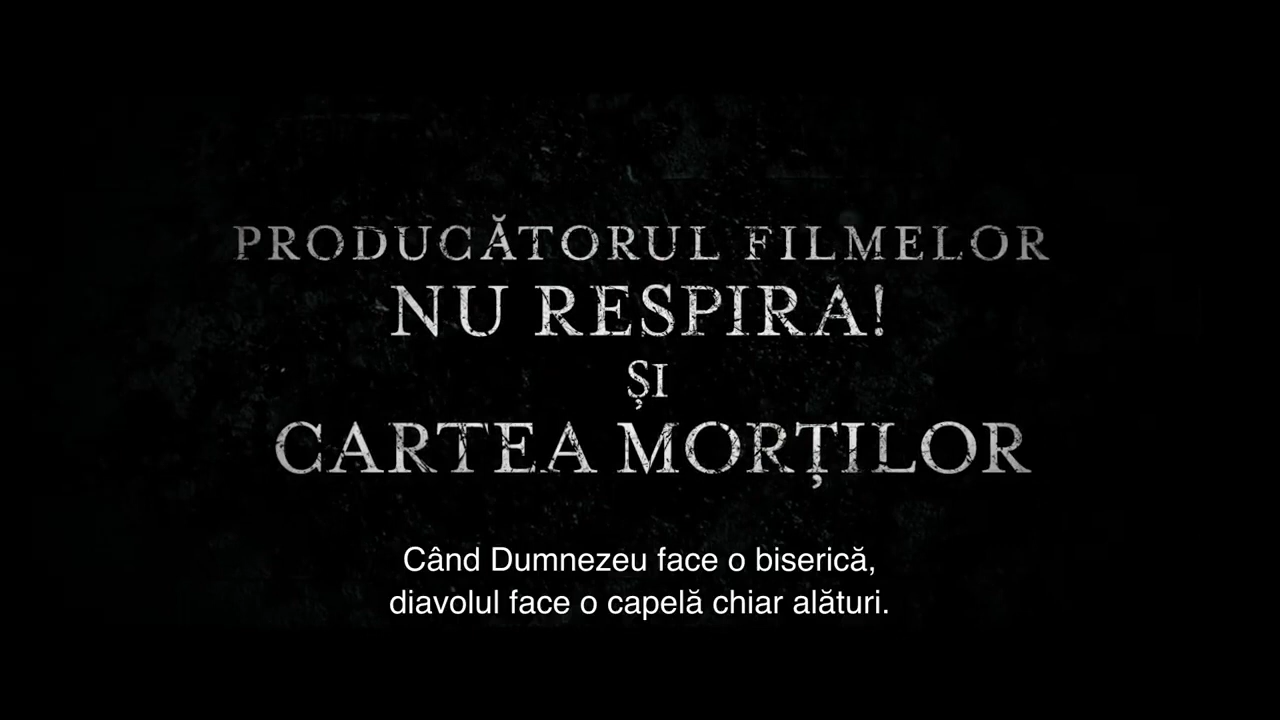 PRODUCĂTORUL FILMELOR
NU RESPIRA!
ȘI
CARTEA MORȚILOR
Când Dumnezeu face o biserică,
diavolul face o capelă chiar alături.